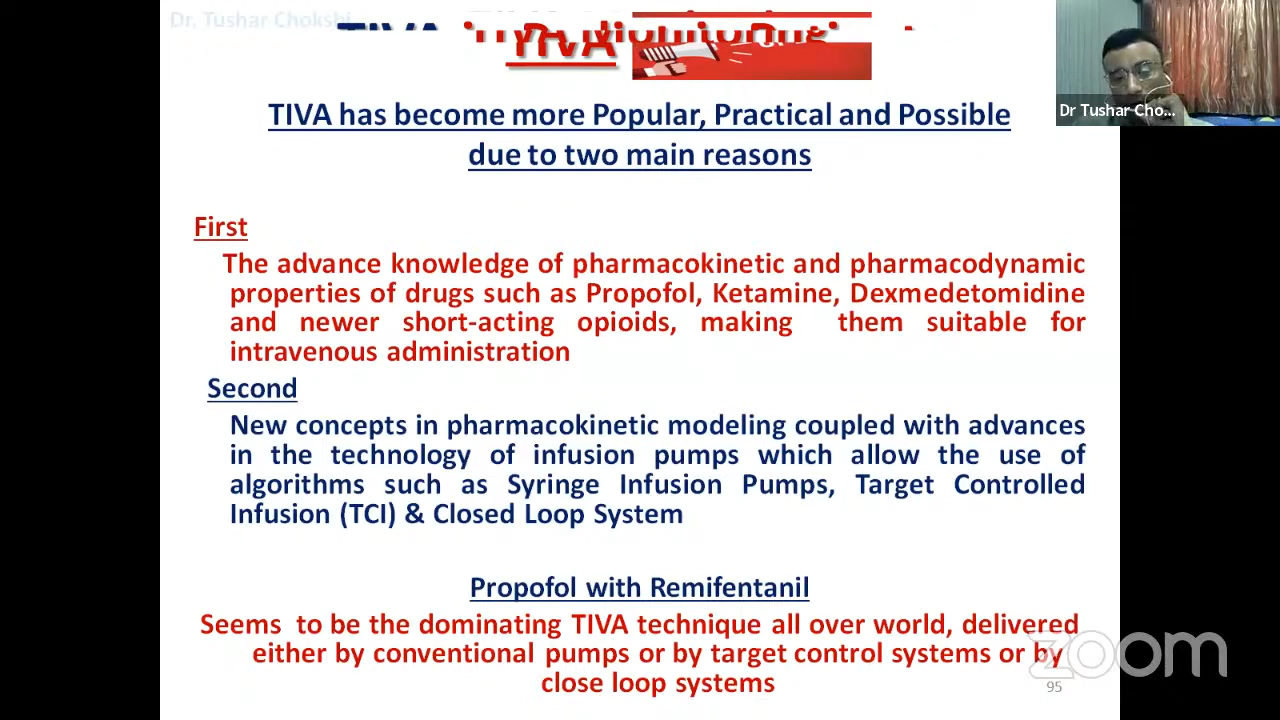 Dr. Tushar Chokshi
TIVA
Dr Tushar Cho...
TIVA has become more Popular, Practical and Possible
due to two main reasons
First
The advance knowledge of pharmacokinetic and pharmacodynamic
properties of drugs such as Propofol, Ketamine, Dexmedetomidine
and newer short-acting opioids, making them suitable for
intravenous administration
Second
New concepts in pharmacokinetic modeling coupled with advances
in the technology of infusion pumps which allow the use of
algorithms such as Syringe Infusion Pumps, Target Controlled
Infusion (TCI) & Closed Loop System
Propofol with Remifentanil
Seems to be the dominating TIVA technique all over world, delivered
either by conventional pumps or by target control systems or by
close loop systems
zoom
95